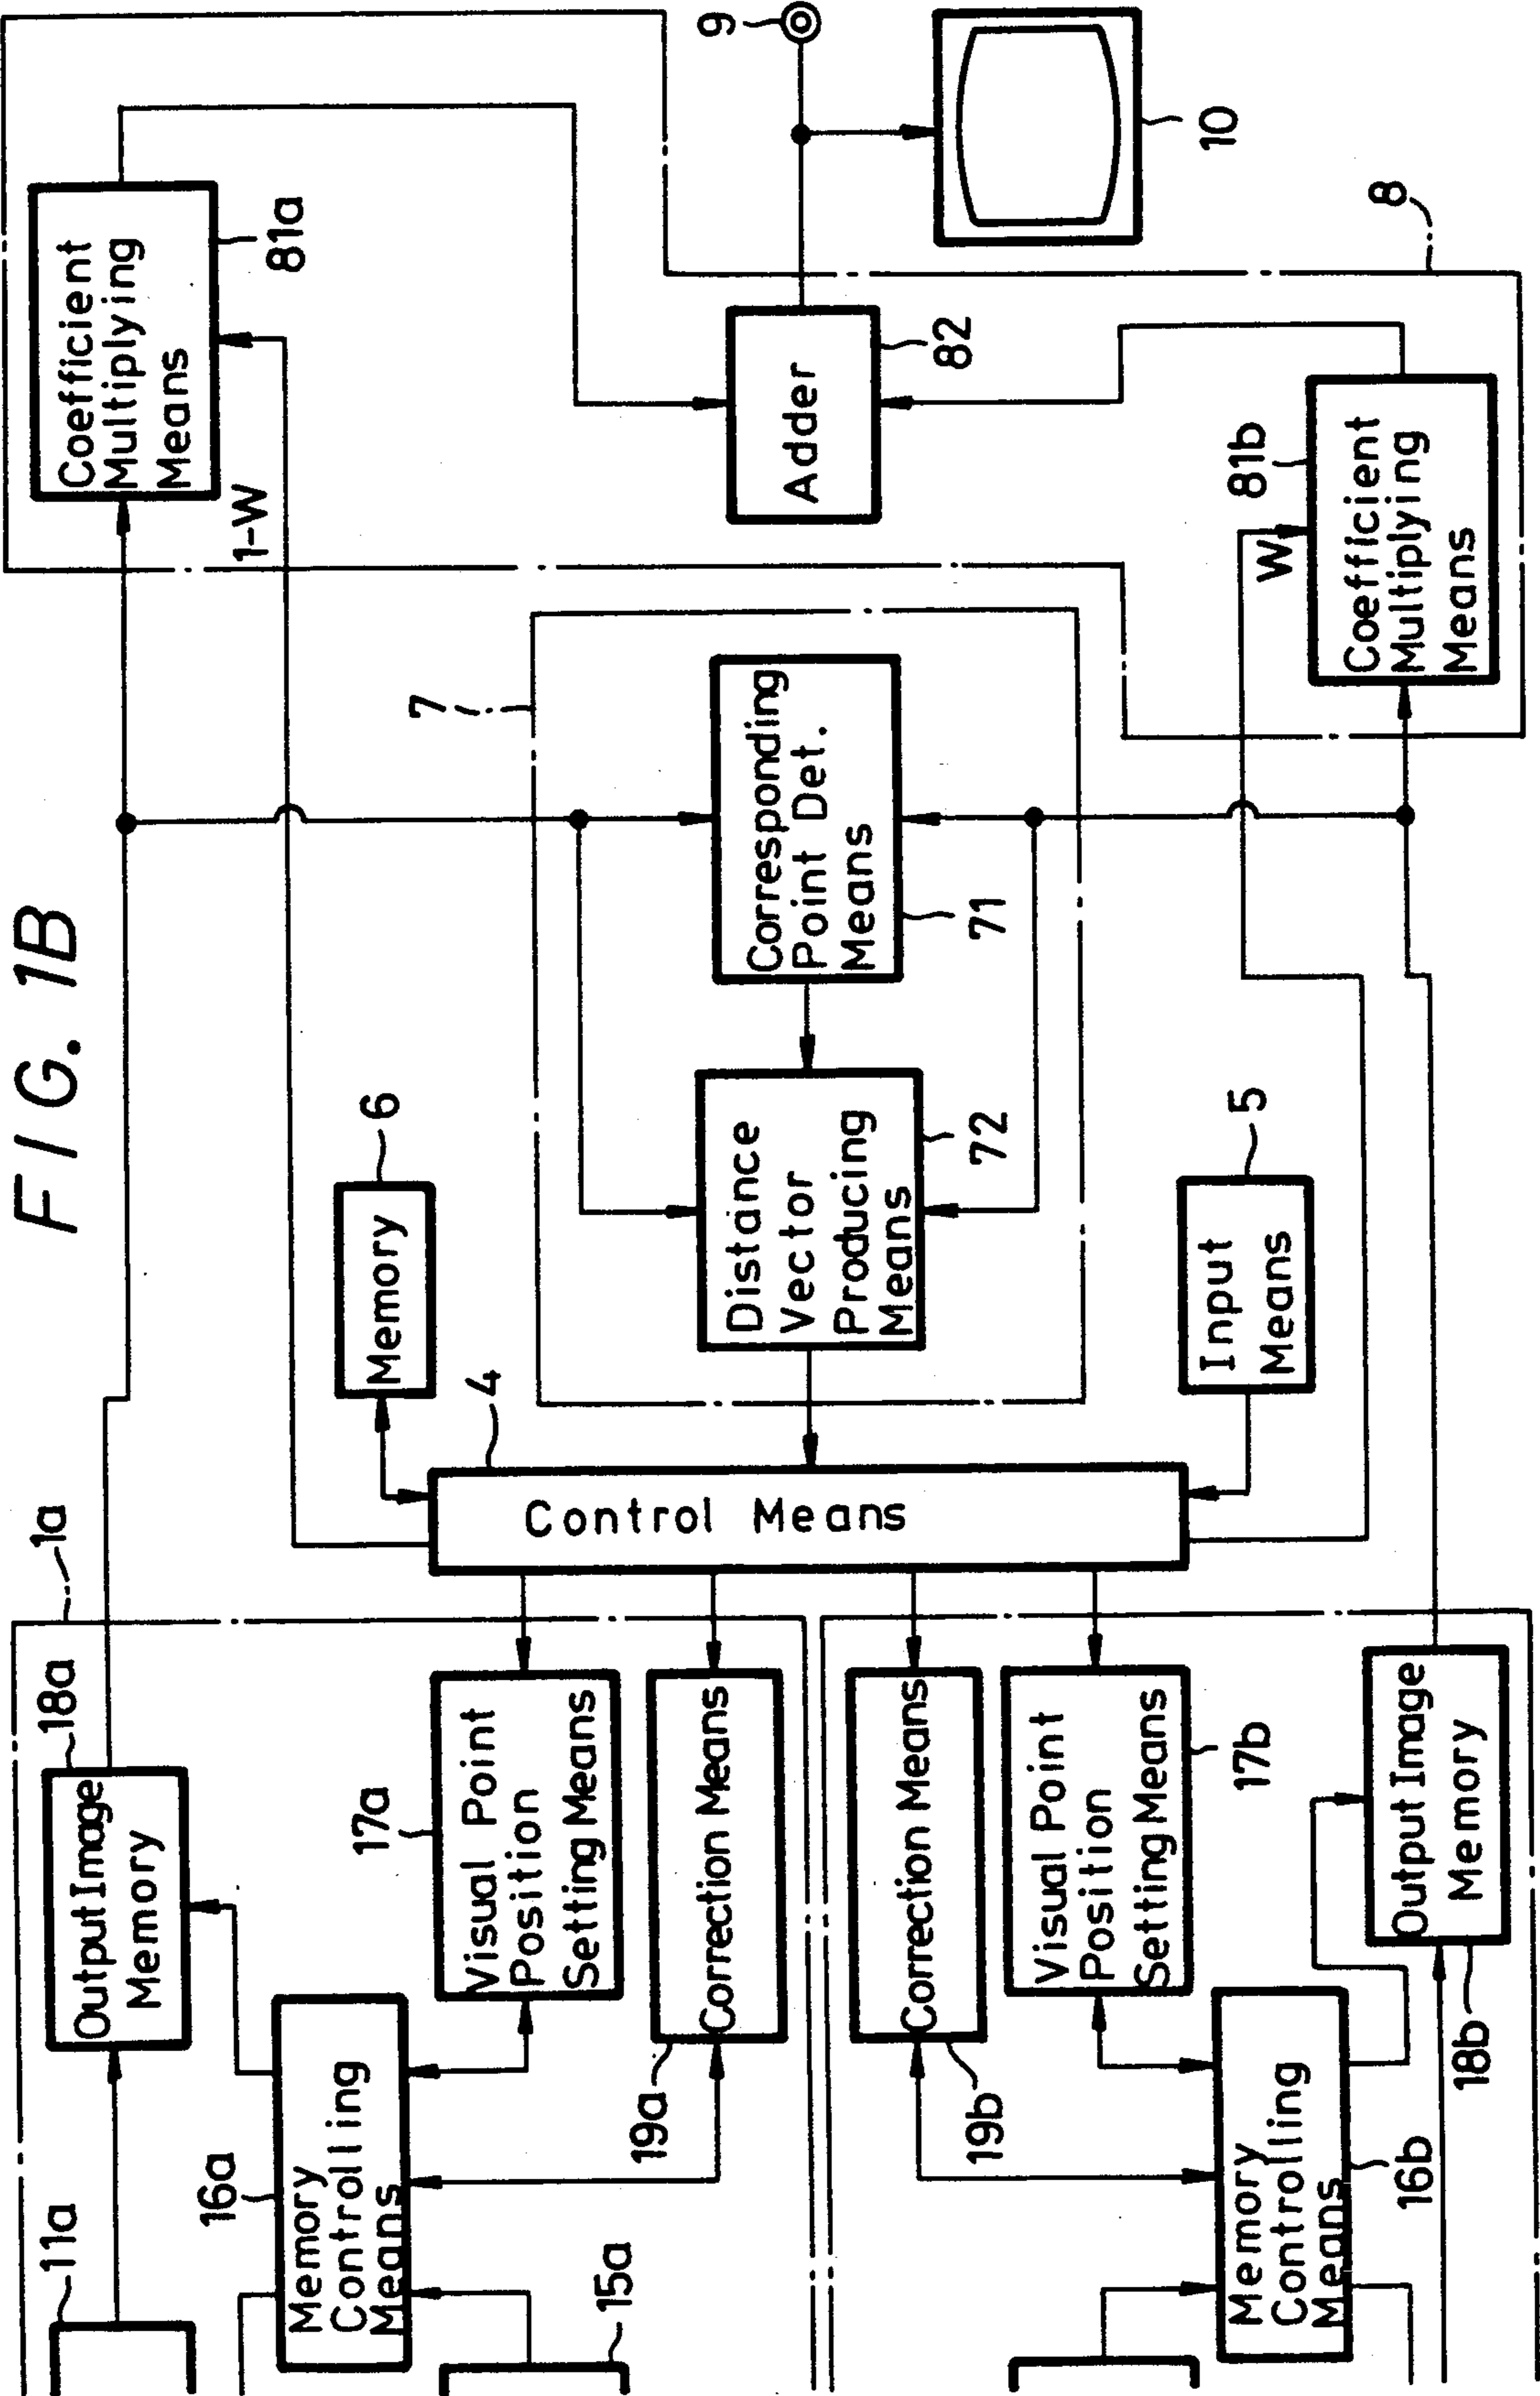 FIG. 1B
11a
18a
1a
Output Image
Memory
16a
Memory
Controlling
Means
15a
17a
Visual Point
Position
Setting Means
19a
Correction Means
Correction Means
19b
Visual Point
Position
Setting Means
17b
Memory
Controlling
Means
16b
Output Image
Memory
18b
4
Control Means
6
Memory
5
Input
Means
7
Distance
Vector
Producing
Means
72
Corresponding
Point Det.
Means
71
1-W
Coefficient
Multiplying
Means
81a
W
81b
Coefficient
Multiplying
Means
Adder
82
8
9
10